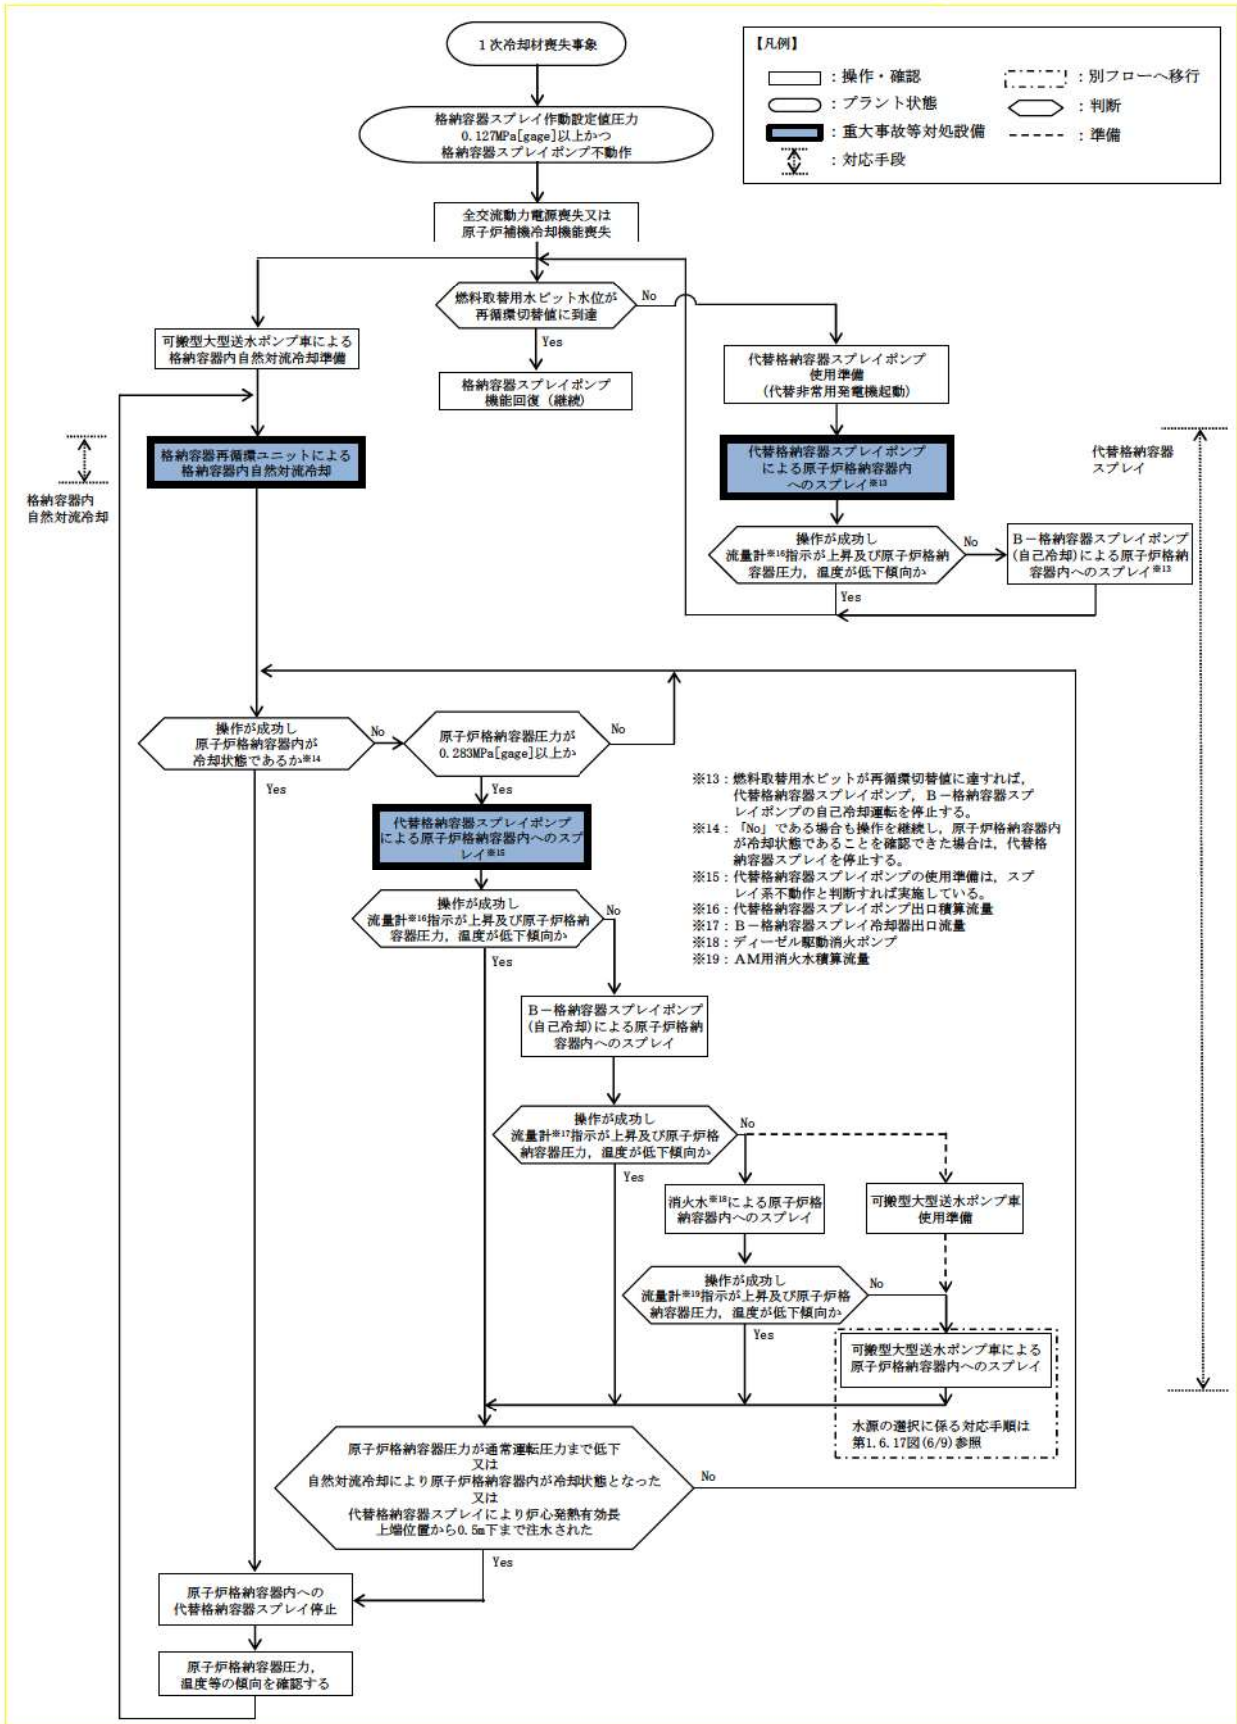 1次冷却材喪失事象
【凡例】
：操作・確認
：別フローへ移行
：プラント状態
：判断
：重大事故等対処設備
：準備
：対応手段
格納容器スプレイ作動設定値圧力
0.127MPa[gage]以上かつ
格納容器スプレイポンプ不動作
全交流動力電源喪失又は
原子炉補機冷却機能喪失
燃料取替用水ピット水位が
再循環切替値に到達
No
Yes
可搬型大型送水ポンプ車による
格納容器内自然対流冷却準備
格納容器スプレイポンプ
機能回復（継続）
代替格納容器スプレイポンプ
使用準備
(代替非常用発電機起動)
格納容器再循環ユニットによる
格納容器内自然対流冷却
格納容器内
自然対流冷却
代替格納容器スプレイポンプ
による原子炉格納容器内
へのスプレイ※13
代替格納容器
スプレイ
操作が成功し
流量計※16指示が上昇及び原子炉格納
容器圧力，温度が低下傾向か
No
Yes
B－格納容器スプレイポンプ
(自己冷却)による原子炉格納
容器内へのスプレイ※13
操作が成功し
原子炉格納容器内が
冷却状態であるか※14
No
Yes
原子炉格納容器圧力が
0.283MPa[gage]以上か
No
Yes
※13：燃料取替用水ピットが再循環切替値に達すれば，
代替格納容器スプレイポンプ，B－格納容器スプ
レイポンプの自己冷却運転を停止する。
※14：「No」である場合も操作を継続し，原子炉格納容器内
が冷却状態であることを確認できた場合は，代替格
納容器スプレイを停止する。
※15：代替格納容器スプレイポンプの使用準備は，スプ
レイ系不動作と判断すれば実施している。
※16：代替格納容器スプレイポンプ出口積算流量
※17：B－格納容器スプレイ冷却器出口流量
※18：ディーゼル駆動消火ポンプ
※19：AM用消火水積算流量
代替格納容器スプレイポンプ
による原子炉格納容器内へのスプ
レイ※15
操作が成功し
流量計※16指示が上昇及び原子炉格納
容器圧力，温度が低下傾向か
No
Yes
B－格納容器スプレイポンプ
(自己冷却)による原子炉格納
容器内へのスプレイ
操作が成功し
流量計※17指示が上昇及び原子炉格
納容器圧力，温度が低下傾向か
No
Yes
消火水※18による原子炉格
納容器内へのスプレイ
可搬型大型送水ポンプ車
使用準備
操作が成功し
流量計※19指示が上昇及び原子炉格
納容器圧力，温度が低下傾向か
No
Yes
可搬型大型送水ポンプ車による
原子炉格納容器内へのスプレイ
水源の選択に係る対応手順は
第1.6.17図(6/9)参照
原子炉格納容器圧力が通常運転圧力まで低下
又は
自然対流冷却により原子炉格納容器内が冷却状態となった
又は
代替格納容器スプレイにより炉心発熱有効長
上端位置から0.5m下まで注水された
No
Yes
原子炉格納容器内への
代替格納容器スプレイ停止
原子炉格納容器圧力，
温度等の傾向を確認する